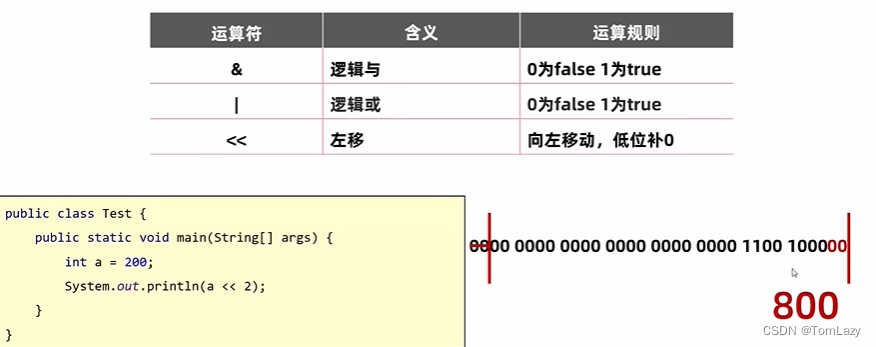 运算符 含义 运算规则
& 逻辑与 0为false 1为true
| 逻辑或 0为false 1为true
<< 左移 向左移动，低位补0
public class Test {
public static void main(String[] args) {
int a = 200;
System.out.println(a << 2);
}
}
0000 0000 0000 0000 0000 0000 1100 100000
800
CSDN @TomLazy